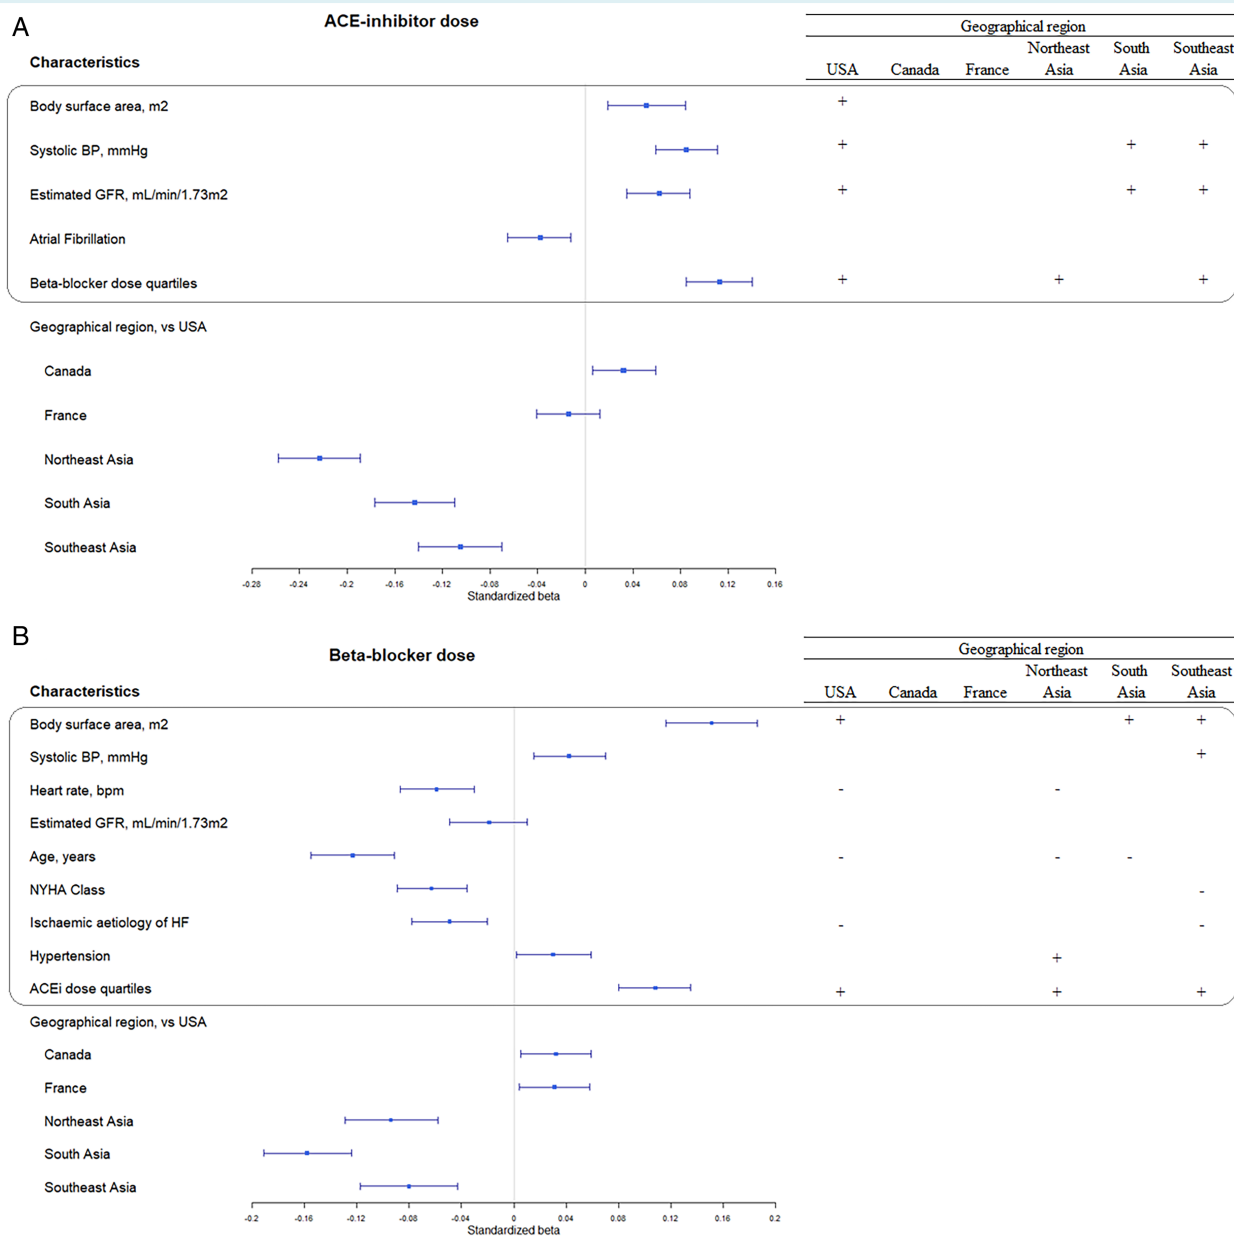 A
ACE-inhibitor dose
Geographical region
Characteristics
USA Canada France Northeast Asia South Asia Southeast Asia
Body surface area, m2 +
Systolic BP, mmHg + + +
Estimated GFR, mL/min/1.73m2 + + +
Atrial Fibrillation
Beta-blocker dose quartiles + + +
Geographical region, vs USA
Canada
France
Northeast Asia
South Asia
Southeast Asia
-0.28 -0.24 -0.2 -0.16 -0.12 -0.08 -0.04 0 0.04 0.08 0.12 0.16
Standardized beta
B
Beta-blocker dose
Geographical region
Characteristics
USA Canada France Northeast Asia South Asia Southeast Asia
Body surface area, m2 + + +
Systolic BP, mmHg +
Heart rate, bpm - -
Estimated GFR, mL/min/1.73m2
Age, years - - -
NYHA Class -
Ischaemic aetiology of HF - -
Hypertension +
ACEi dose quartiles + + +
Geographical region, vs USA
Canada
France
Northeast Asia
South Asia
Southeast Asia
-0.2 -0.16 -0.12 -0.08 -0.04 0 0.04 0.08 0.12 0.16 0.2
Standardized beta